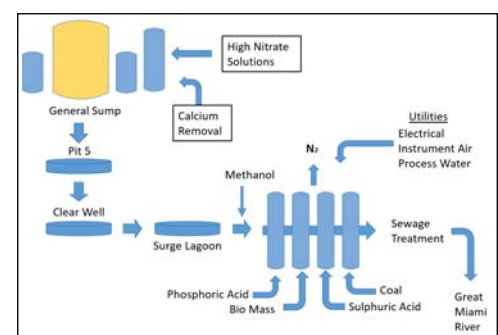 High Nitrate
Solutions
General Sump
Calcium
Removal
Pit 5
Clear Well
Surge Lagoon
Methanol
N₂
Utilities
Electrical
Instrument Air
Process Water
Sewage
Treatment
Phosphoric Acid
Bio Mass
Coal
Sulphuric Acid
Great
Miami
River